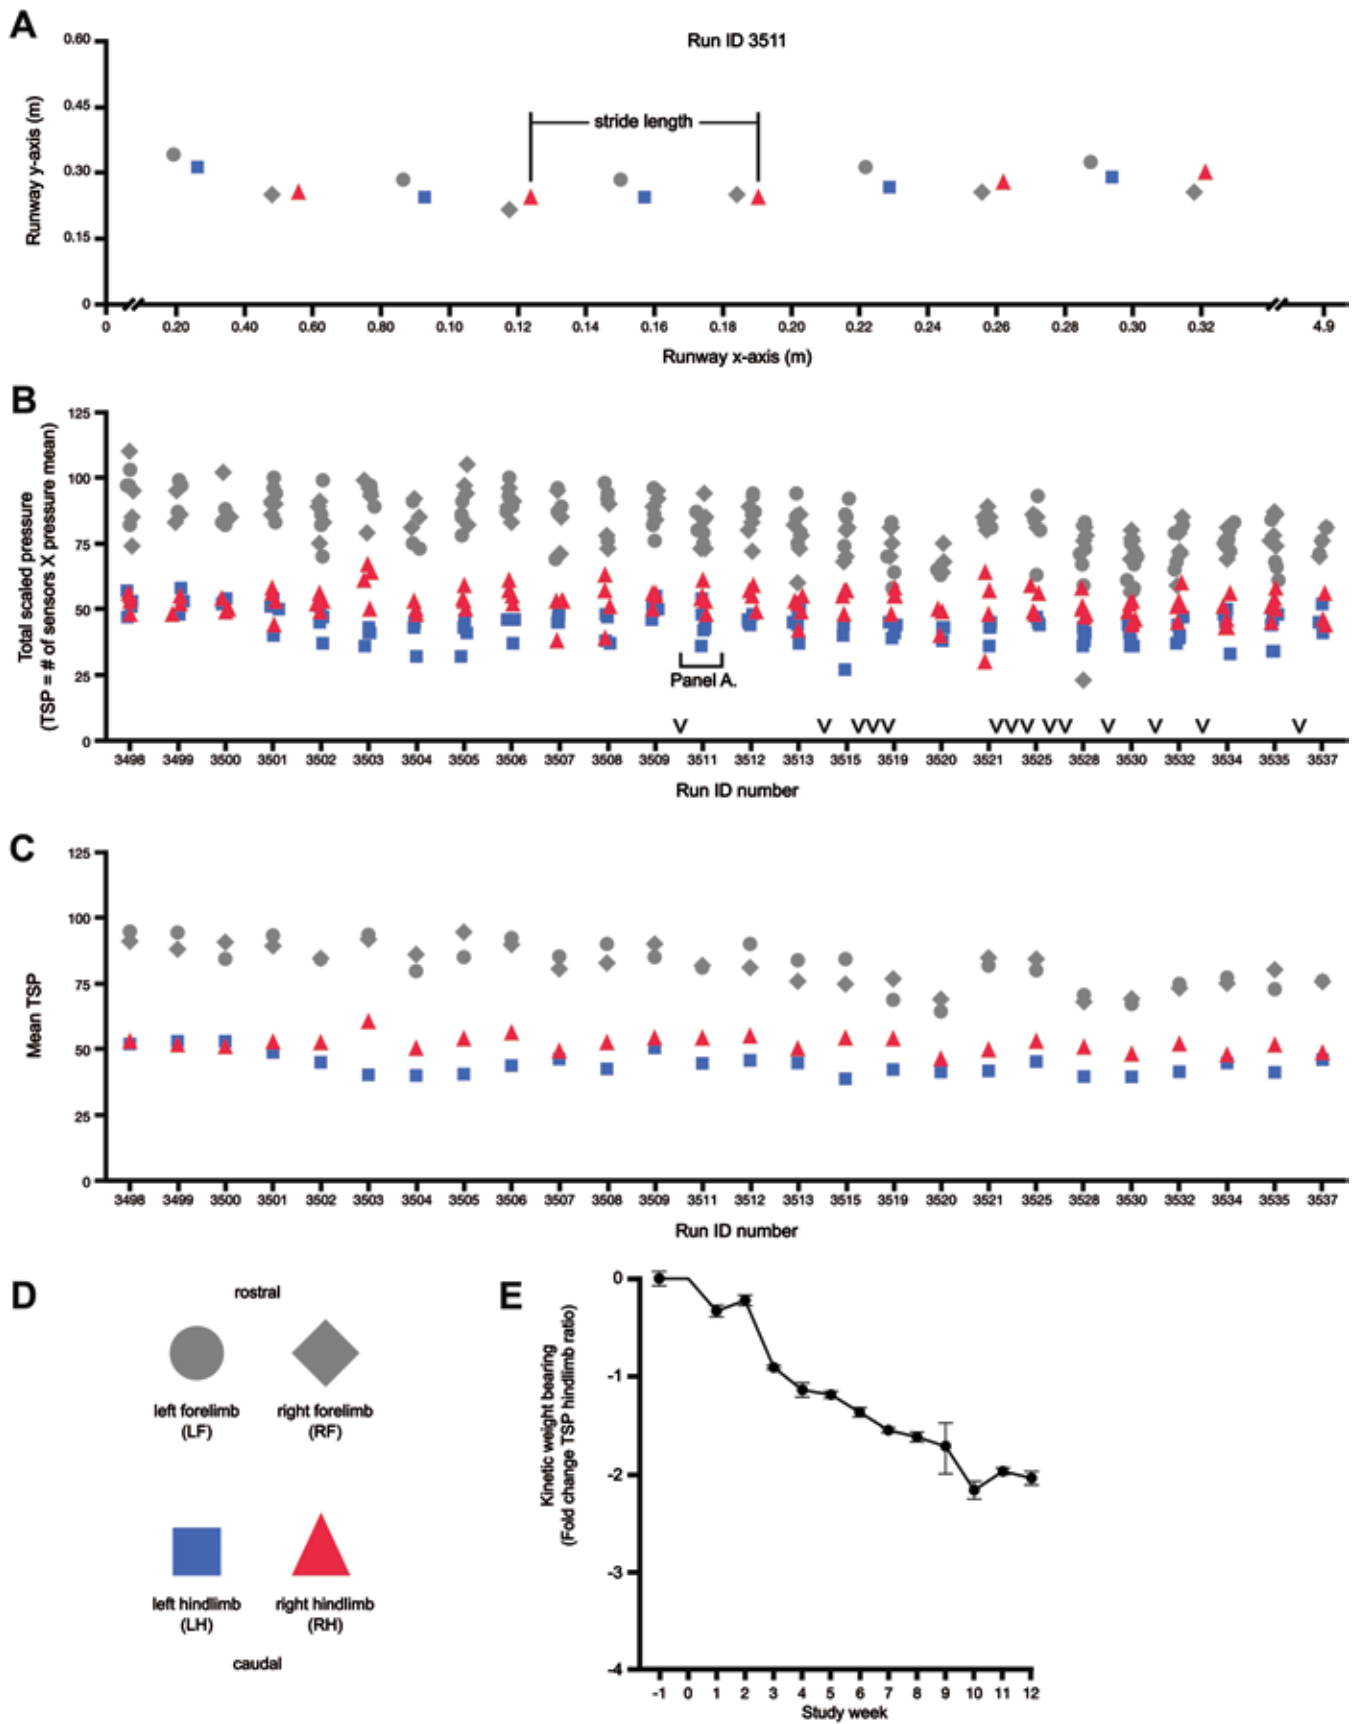 A
Run ID 3511
Runway y-axis (m)
0.60
0.45
0.30
0.15
0
stride length
0 0.20 0.40 0.60 0.80 0.10 0.12 0.14 0.16 0.18 0.20 0.22 0.24 0.26 0.28 0.30 0.32 4.9
Runway x-axis (m)
B
Total scaled pressure
(TSP = # of sensors X pressure mean)
125
100
75
50
25
0
Panel A.
V V V V V V V V V V V V V V
3498 3499 3500 3501 3502 3503 3504 3505 3506 3507 3508 3509 3511 3512 3513 3515 3519 3520 3521 3525 3528 3530 3532 3534 3535 3537
Run ID number
C
Mean TSP
125
100
75
50
25
0
3498 3499 3500 3501 3502 3503 3504 3505 3506 3507 3508 3509 3511 3512 3513 3515 3519 3520 3521 3525 3528 3530 3532 3534 3535 3537
Run ID number
D
rostral
left forelimb
(LF)
right forelimb
(RF)
left hindlimb
(LH)
right hindlimb
(RH)
caudal
E
Kinetic weight bearing
(Fold change TSP hindlimb ratio)
0
-1
-2
-3
-4
-1 0 1 2 3 4 5 6 7 8 9 10 11 12
Study week